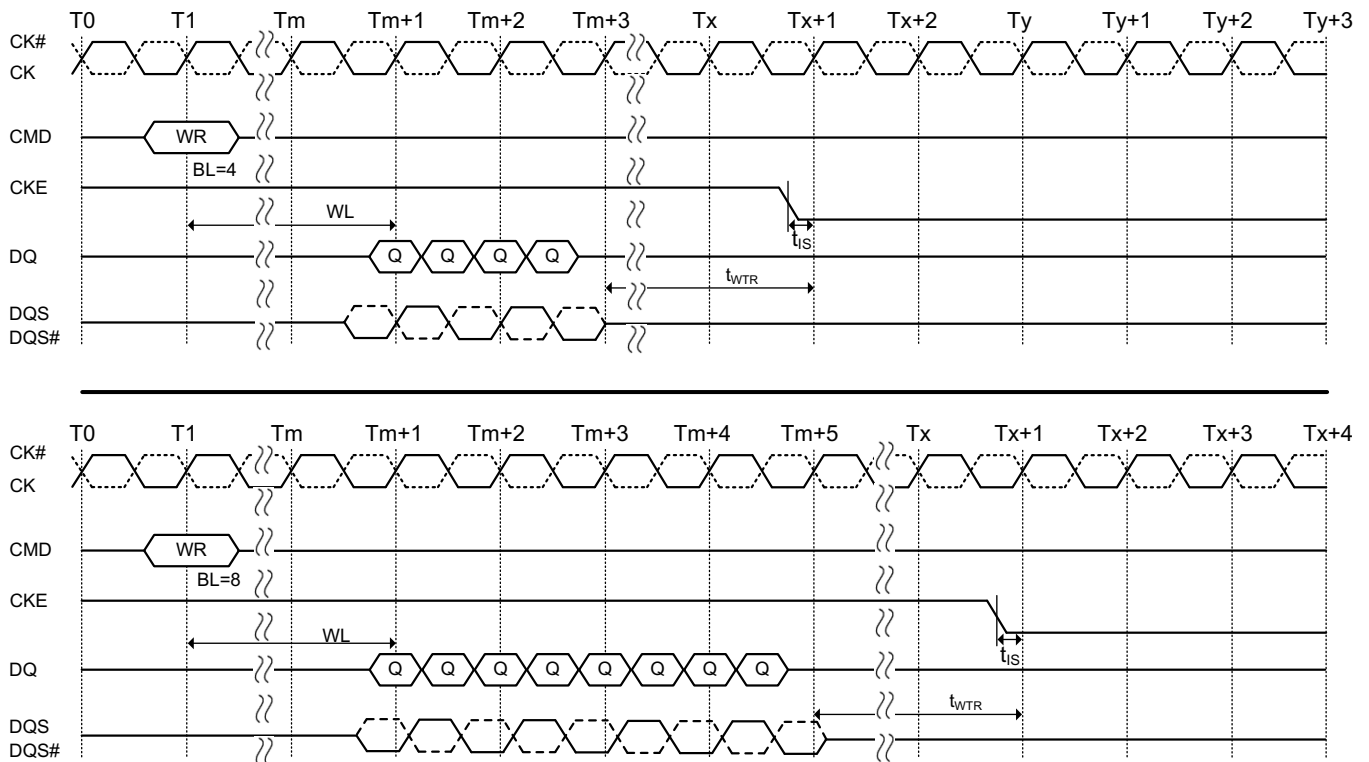 T0 T1 Tm Tm+1 Tm+2 Tm+3 Tx Tx+1 Tx+2 Ty Ty+1 Ty+2 Ty+3
CK#
CK
CMD WR
BL=4
CKE
WL
tIS
DQ Q Q Q Q
tWTR
DQS
DQS#
T0 T1 Tm Tm+1 Tm+2 Tm+3 Tm+4 Tm+5 Tx Tx+1 Tx+2 Tx+3 Tx+4
CK#
CK
CMD WR
BL=8
CKE
WL
tIS
DQ Q Q Q Q Q Q Q Q
tWTR
DQS
DQS#